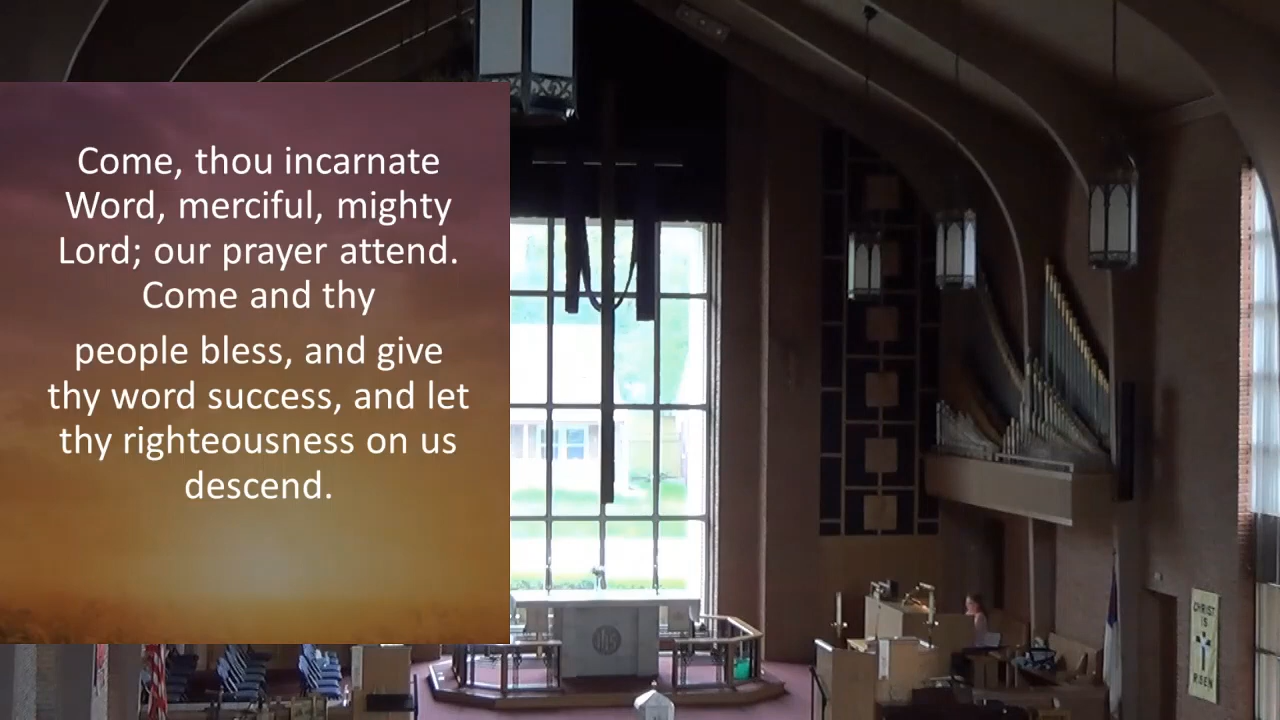 Come, thou incarnate
Word, merciful, mighty
Lord; our prayer attend.
Come and thy
people bless, and give
thy word success, and let
thy righteousness on us
descend.
IHS
CHRIST
IS
RISEN